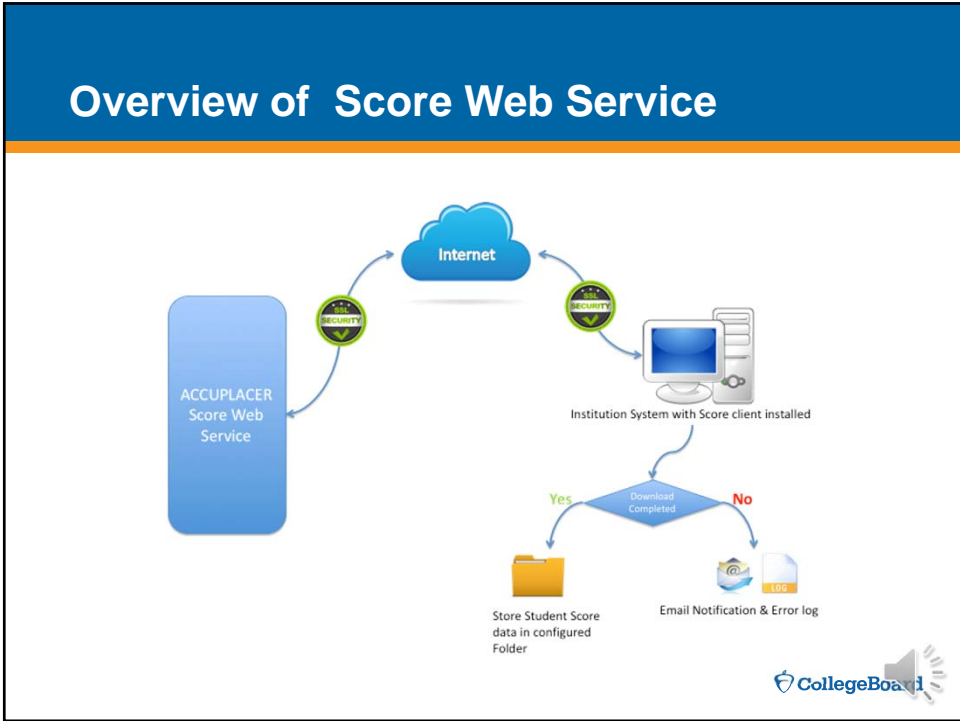 Overview of Score Web Service
Internet
SSL
SECURITY
SSL
SECURITY
ACCUPLACER
Score Web
Service
Institution System with Score client installed
Yes
Download
Completed
No
@
LOG
Store Student Score
data in configured
Folder
Email Notification & Error log
CollegeBoard